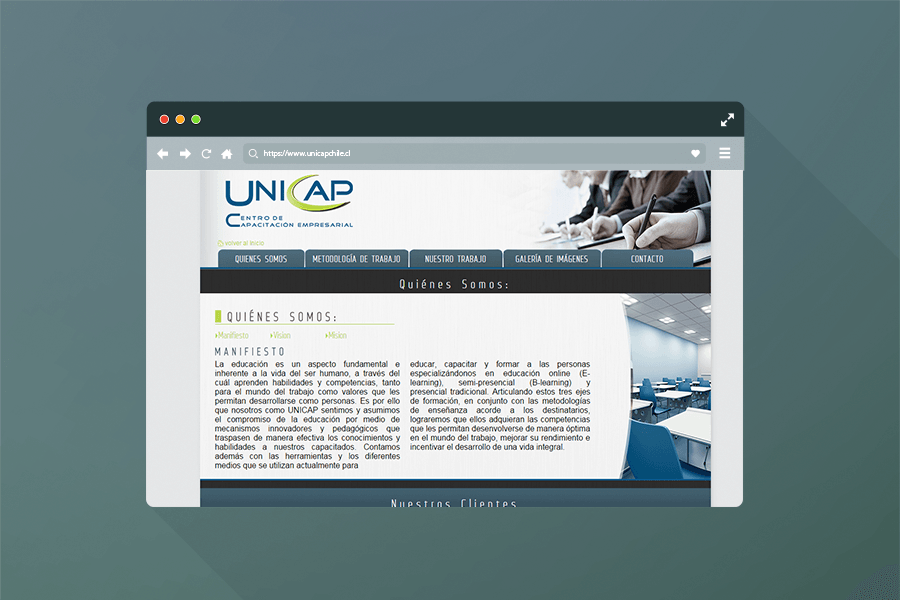 https://www.unicapchile.cl
UNICAP
CENTRO DE
CAPACITACION EMPRESARIAL
volver al Inicio
QUIENES SOMOS
METODOLOGÍA DE TRABAJO
NUESTRO TRABAJO
GALERÍA DE IMÁGENES
CONTACTO
Quiénes Somos:
QUIÉNES SOMOS:
Manifiesto
Vision
Mision
MANIFIESTO
La educación es un aspecto fundamental e
inherente a la vida del ser humano, a través del
cuál aprenden habilidades y competencias, tanto
para el mundo del trabajo como valores que les
permitan desarrollarse como personas. Es por ello
que nosotros como UNICAP sentimos y asumimos
el compromiso de la educación por medio de
mecanismos innovadores y pedagógicos que
traspasen de manera efectiva los conocimientos y
habilidades a nuestros capacitados. Contamos
además con las herramientas y los diferentes
medios que se utilizan actualmente para
educar, capacitar y formar a las personas
especializándonos en educación online (E-
learning), semi-presencial (B-learning) y
presencial tradicional. Articulando estos tres ejes
de formación, en conjunto con las metodologías
de enseñanza acorde a los destinatarios,
lograremos que ellos adquieran las competencias
que les permitan desenvolverse de manera óptima
en el mundo del trabajo, mejorar su rendimiento e
incentivar el desarrollo de una vida integral.
Nuestros Clientes